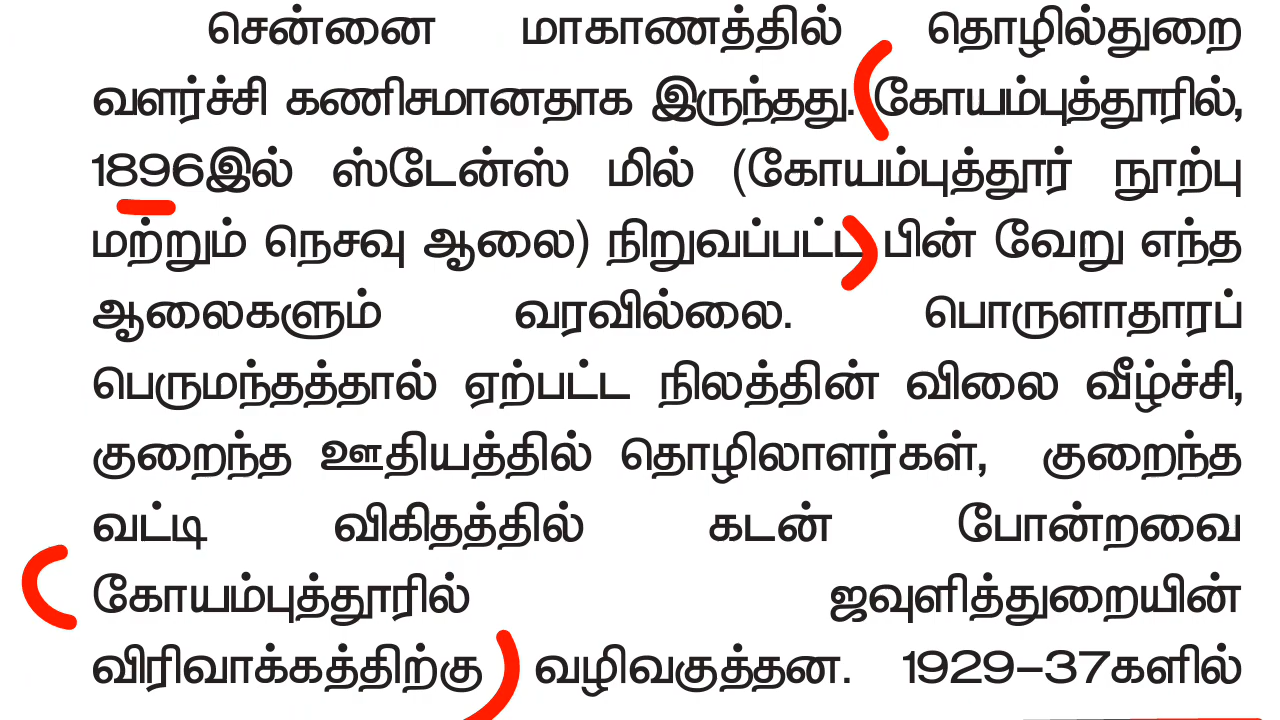 சென்னை மாகாணத்தில் தொழில்துறை
வளர்ச்சி கணிசமானதாக இருந்தது. கோயம்புத்தூரில்,
1896இல் ஸ்டேன்ஸ் மில் (கோயம்புத்தூர் நூற்பு
மற்றும் நெசவு ஆலை) நிறுவப்பட்ட பின் வேறு எந்த
ஆலைகளும் வரவில்லை. பொருளாதாரப்
பெருமந்தத்தால் ஏற்பட்ட நிலத்தின் விலை வீழ்ச்சி,
குறைந்த ஊதியத்தில் தொழிலாளர்கள், குறைந்த
வட்டி விகிதத்தில் கடன் போன்றவை
கோயம்புத்தூரில் ஜவுளித்துறையின்
விரிவாக்கத்திற்கு வழிவகுத்தன. 1929–37களில்